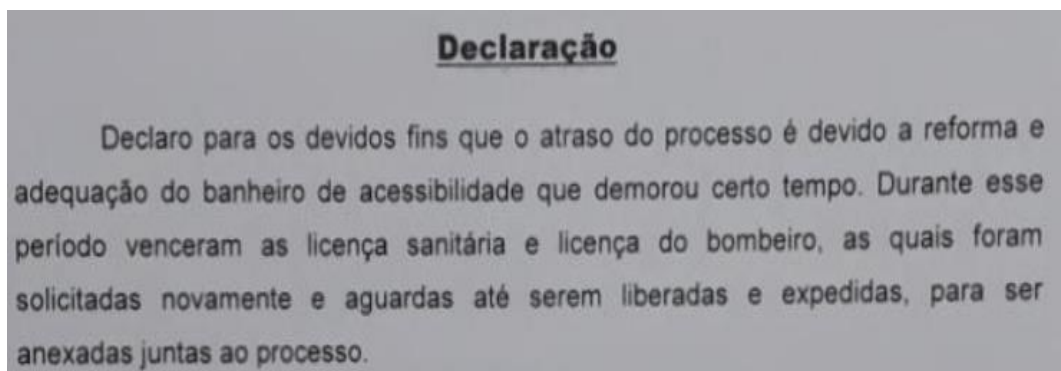 Declaração
Declaro para os devidos fins que o atraso do processo é devido a reforma e
adequação do banheiro de acessibilidade que demorou certo tempo. Durante esse
período venceram as licença sanitária e licença do bombeiro, as quais foram
solicitadas novamente e aguardas até serem liberadas e expedidas, para ser
anexadas juntas ao processo.